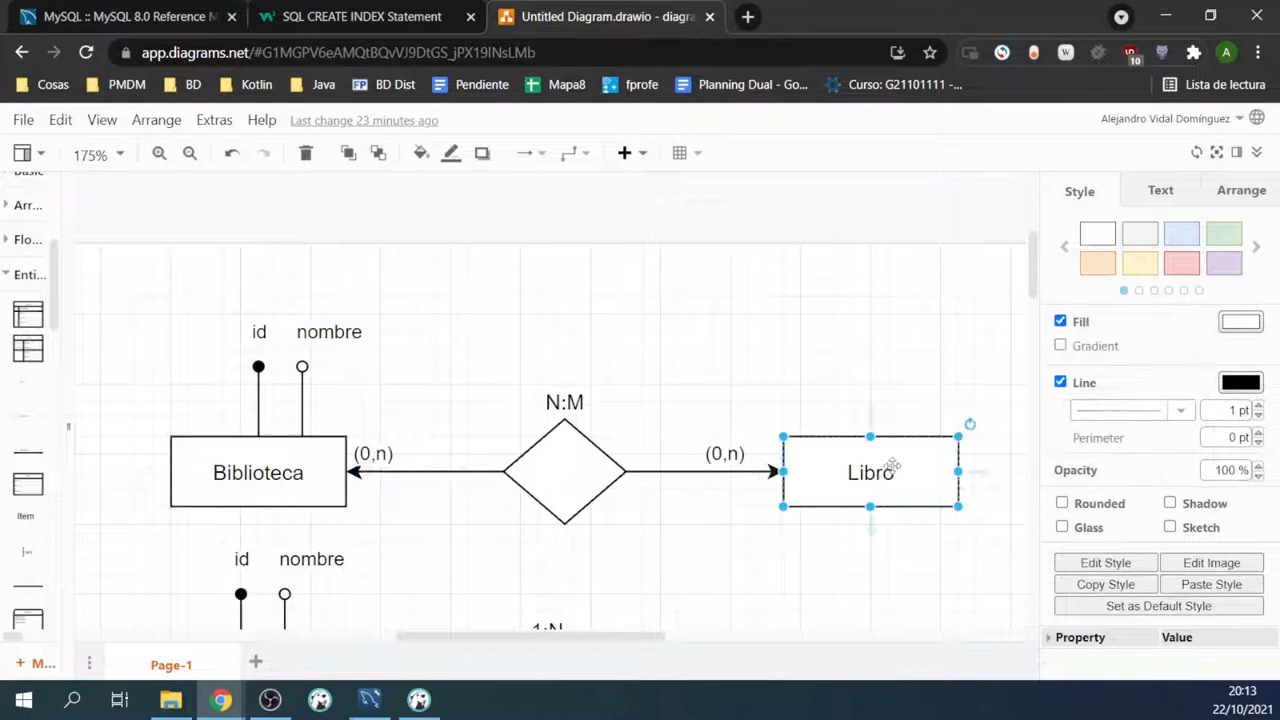 MySQL :: MySQL 8.0 Reference M
SQL CREATE INDEX Statement
Untitled Diagram.drawio - diagra
app.diagrams.net/#G1MGPV6eAMQtBQvVJ9DtGS_jPX19INsLMb
W
10
A
Cosas
PMDM
BD
Kotlin
Java
FP BD Dist
Pendiente
Mapa8
fprofe
Planning Dual - Go...
Curso: G21101111 -...
Lista de lectura
File Edit View Arrange Extras Help Last change 23 minutes ago
Alejandro Vidal Domínguez
175%
Basic
Arr...
Flo...
Enti...
Item
Style Text Arrange
Fill
Gradient
Line
1 pt
Perimeter 0 pt
Opacity 100 %
Rounded Shadow
Glass Sketch
Edit Style Edit Image
Copy Style Paste Style
Set as Default Style
Property Value
id nombre
N:M
(0,n) (0,n)
Biblioteca Libro
id nombre
1:N
+ M...
Page-1
20:13
22/10/2021